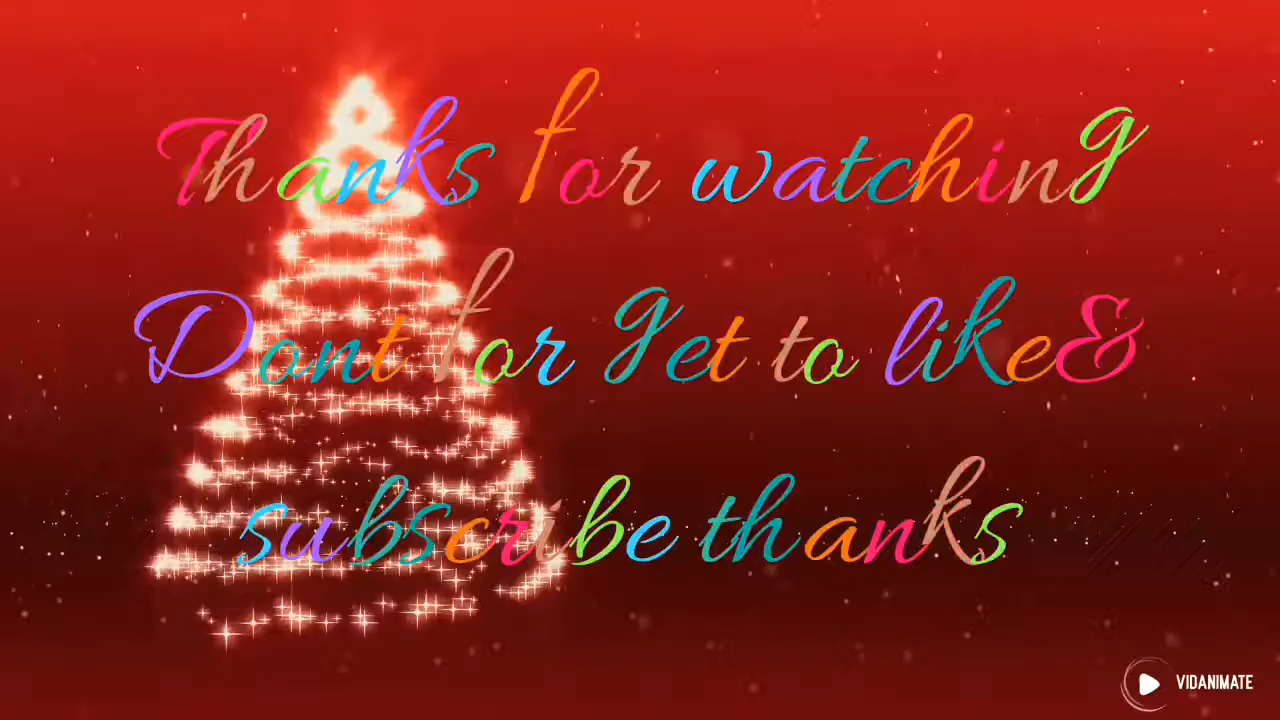 Thanks for watching
Dont for get to like&
subscribe thanks
VIDANIMATE